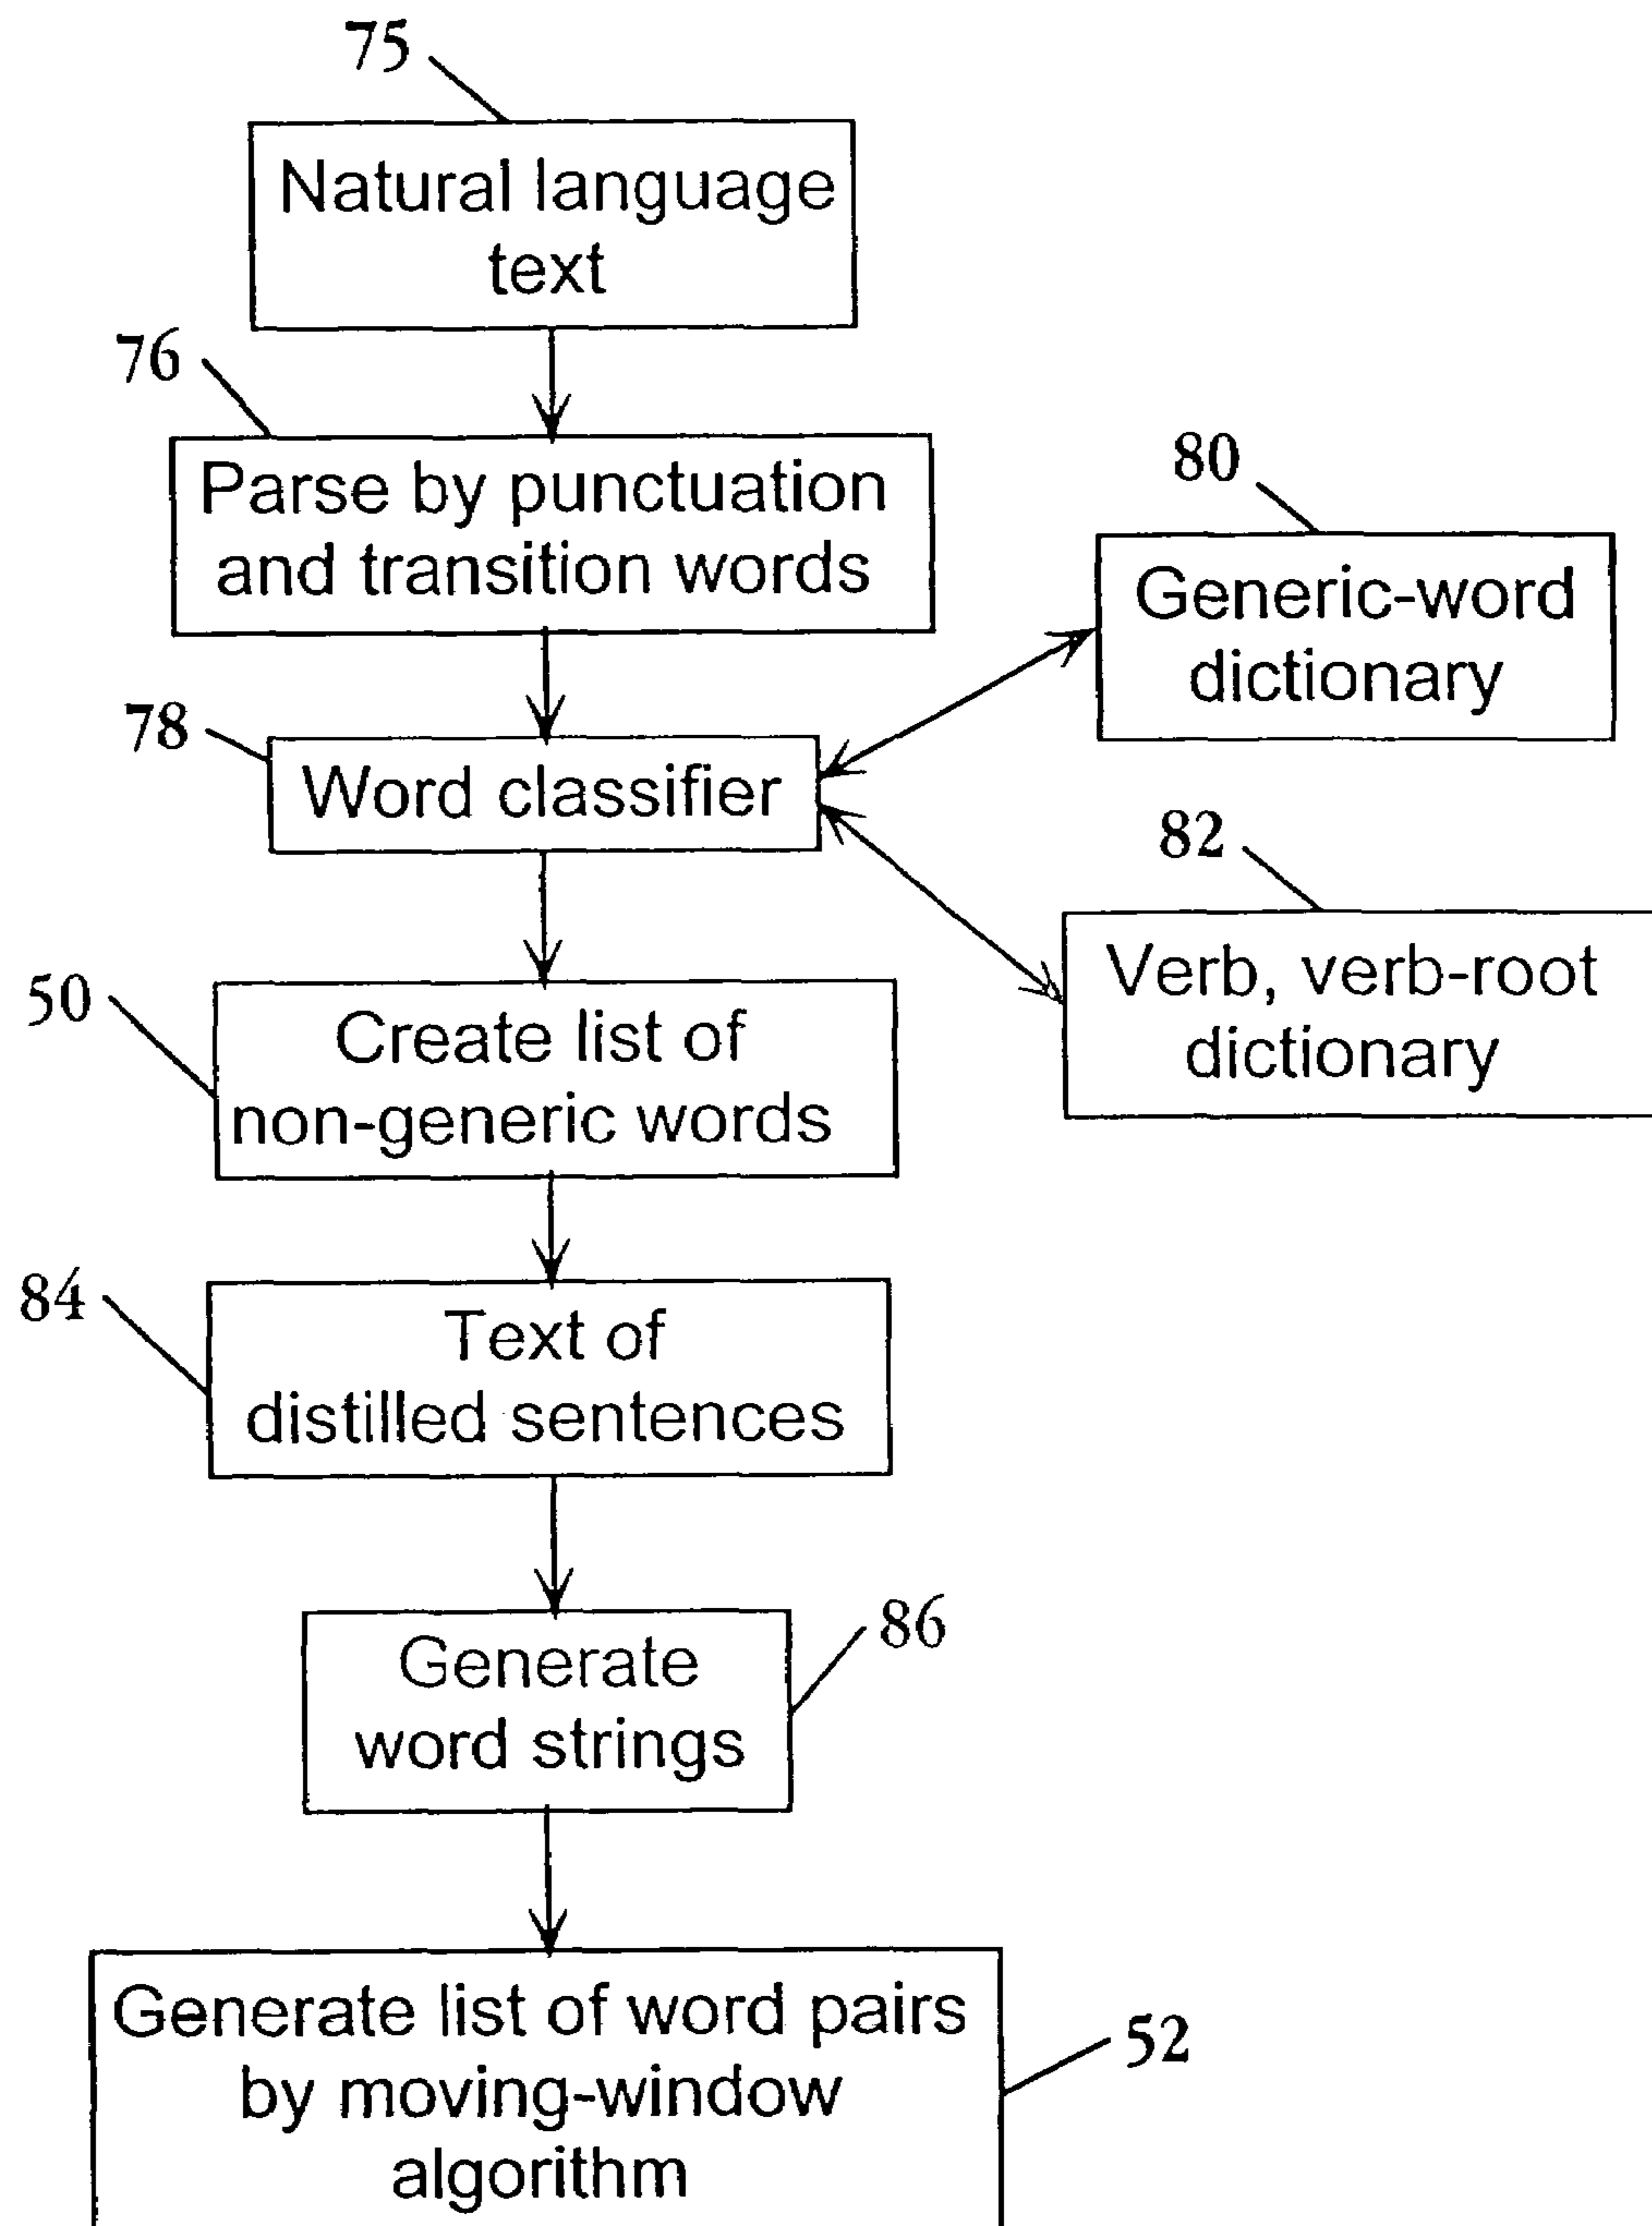 75
Natural language
text
76
Parse by punctuation
and transition words
80
Generic-word
dictionary
78
Word classifier
82
Verb, verb-root
dictionary
50
Create list of
non-generic words
84
Text of
distilled sentences
86
Generate
word strings
Generate list of word pairs
by moving-window
algorithm
52